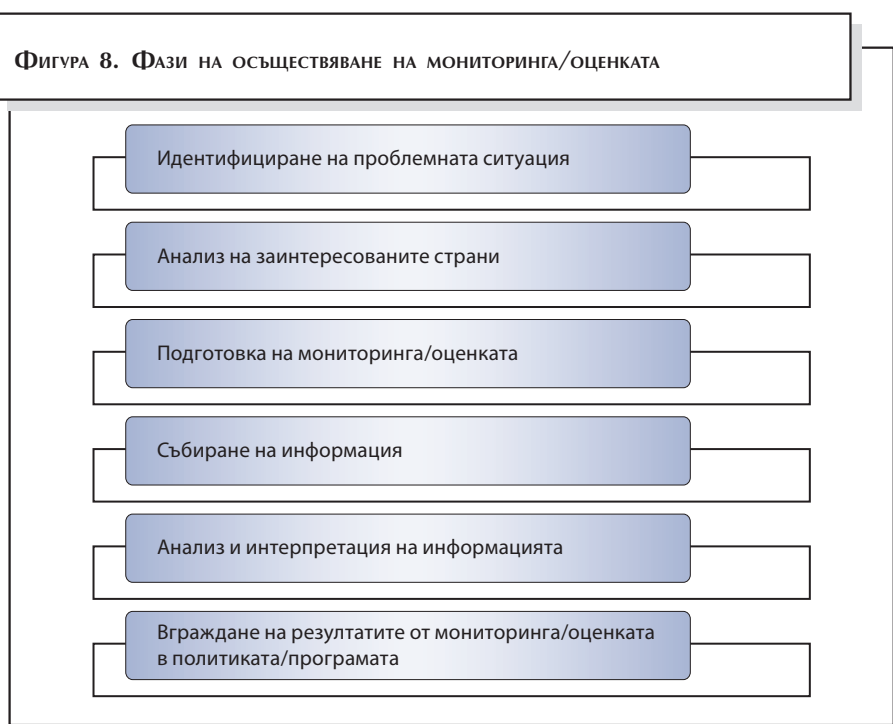 Фигура 8. Фази на осъществяване на мониторинга/оценката
Идентифициране на проблемната ситуация
Анализ на заинтересованите страни
Подготовка на мониторинга/оценката
Събиране на информация
Анализ и интерпретация на информацията
Вграждане на резултатите от мониторинга/оценката
в политиката/програмата